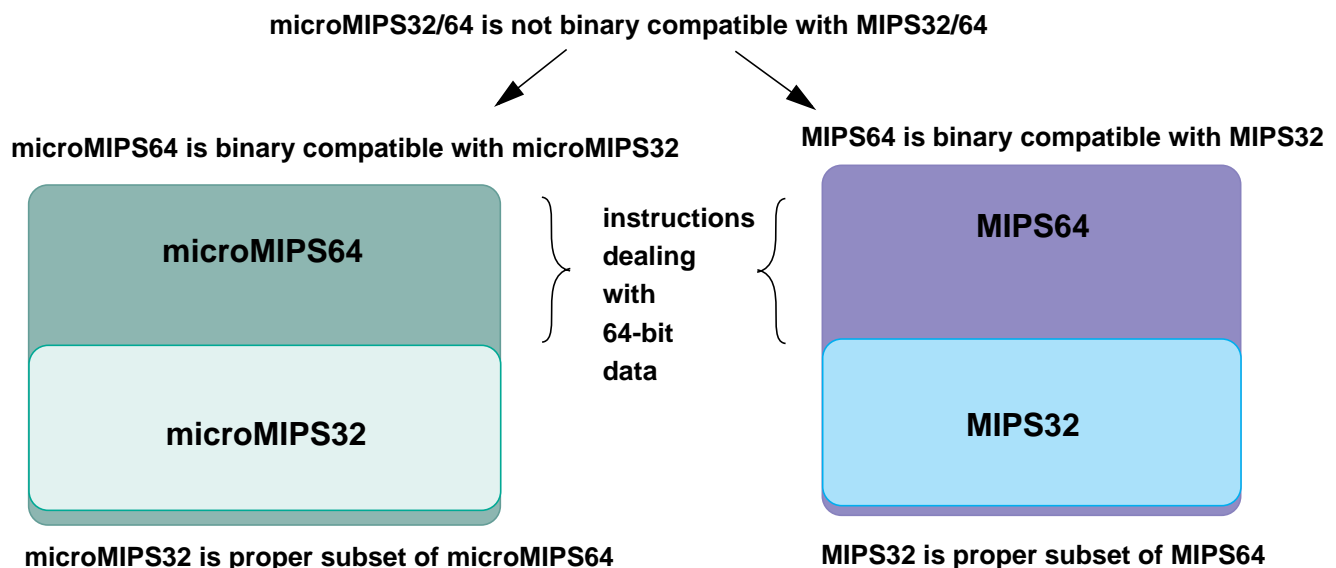 microMIPS32/64 is not binary compatible with MIPS32/64
microMIPS64 is binary compatible with microMIPS32
MIPS64 is binary compatible with MIPS32
microMIPS64
instructions
dealing
with
64-bit
data
MIPS64
microMIPS32
MIPS32
microMIPS32 is proper subset of microMIPS64
MIPS32 is proper subset of MIPS64